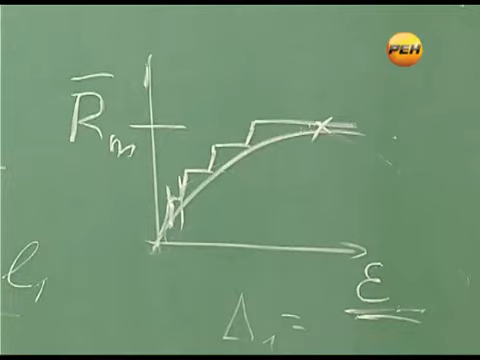 РЕН
R̅ₘ
ℓ₁
ε
Δ₁ =